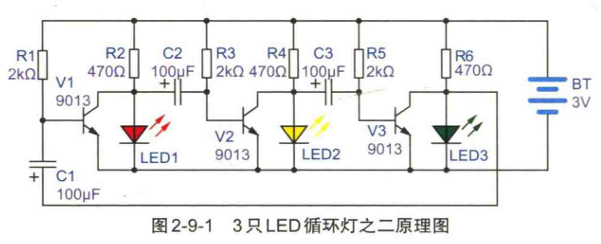 R1
2kΩ
R2
470Ω
C2
100μF
R3
2kΩ
R4
470Ω
C3
100μF
R5
2kΩ
R6
470Ω
V1
9013
V2
9013
V3
9013
BT
3V
LED1
LED2
LED3
C1
100μF
+
+
+
图2-9-1 3只LED循环灯之二原理图